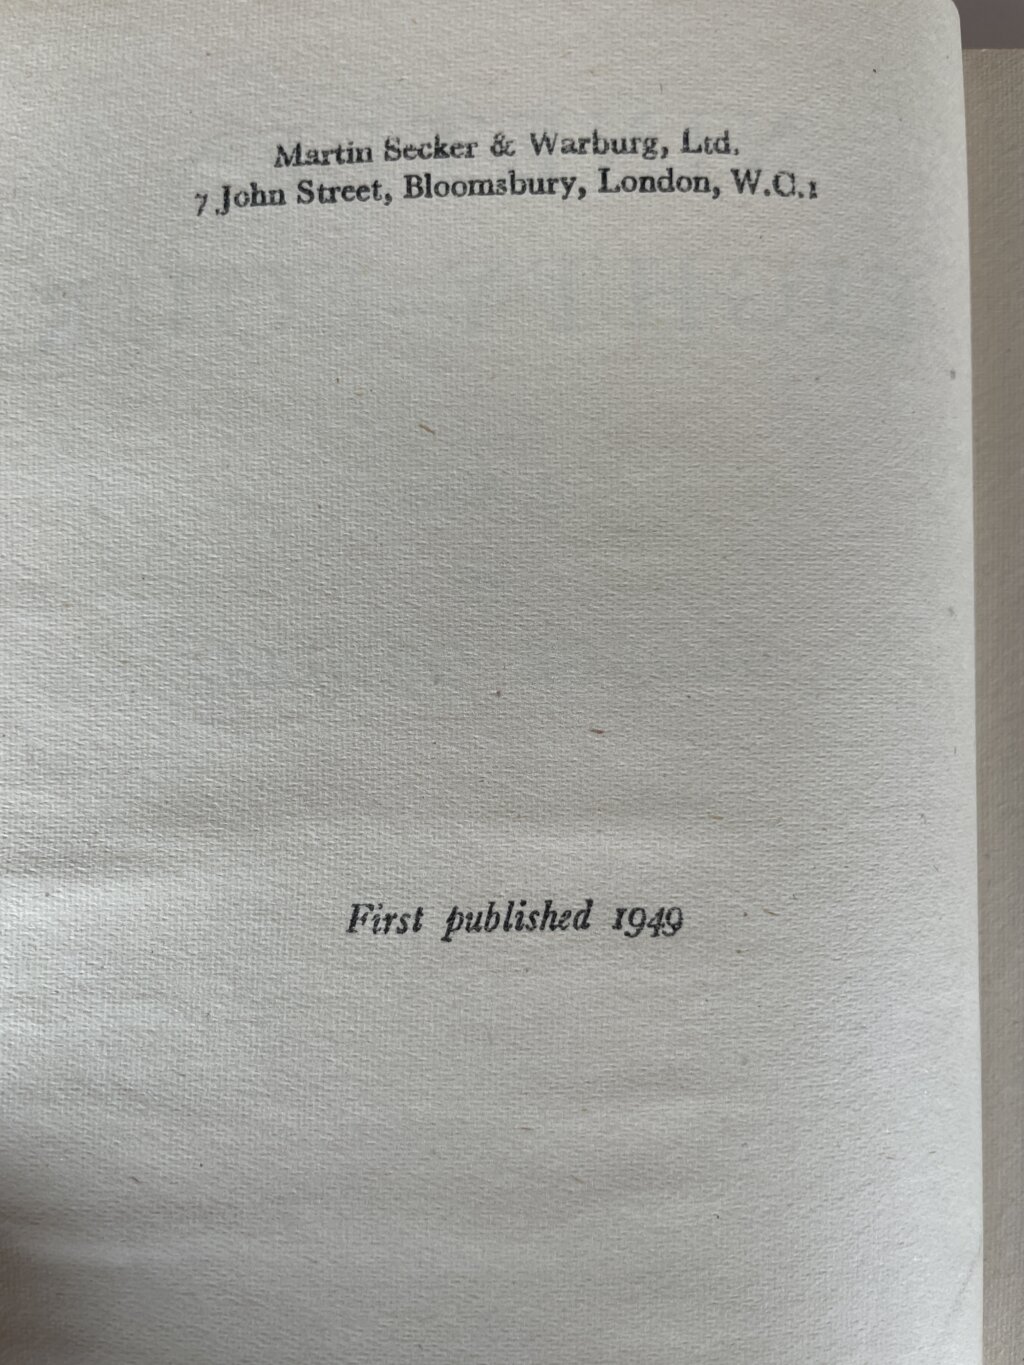 Martin Secker & Warburg, Ltd.
7 John Street, Bloomsbury, London, W.C.1
First published 1949